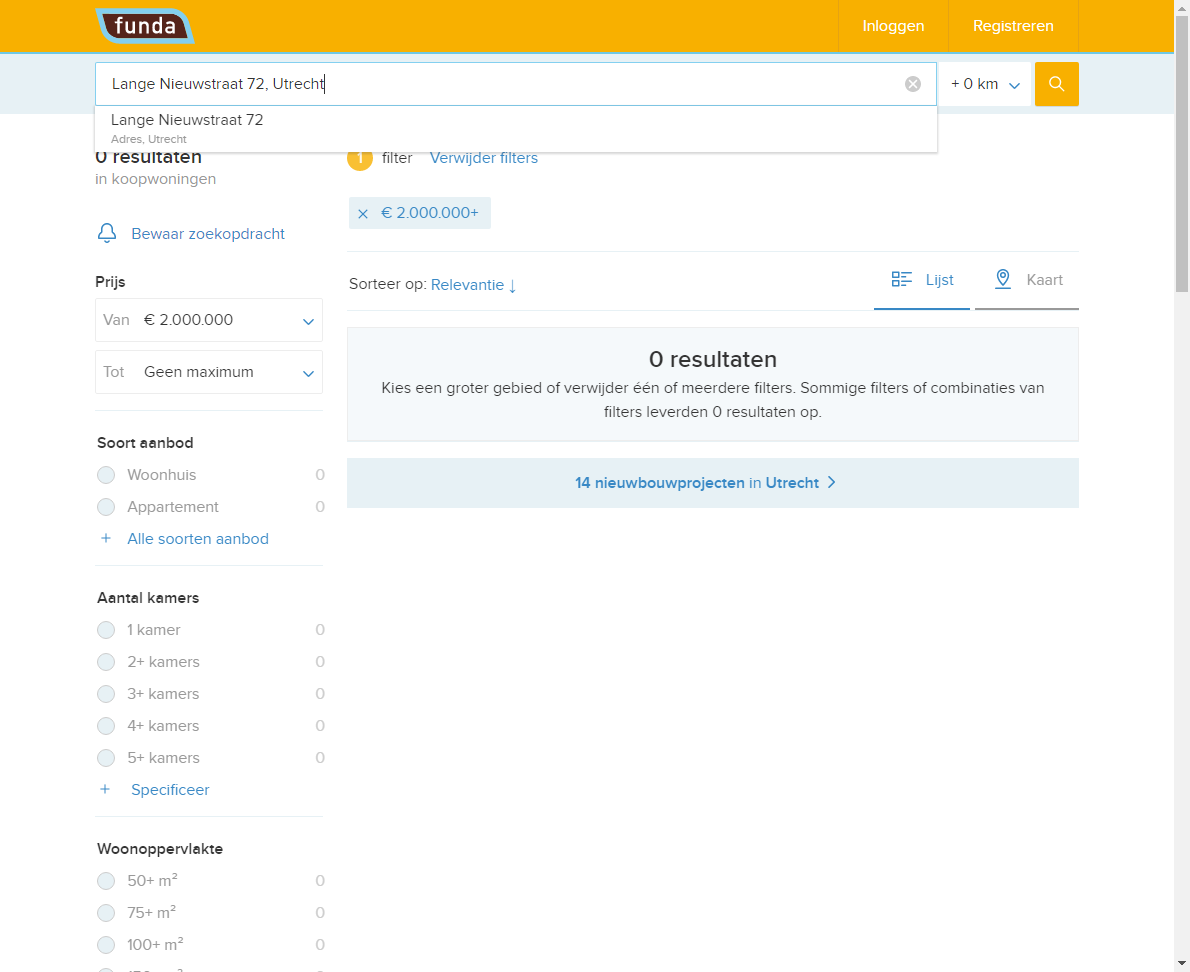 funda
Inloggen
Registreren
Lange Nieuwstraat 72, Utrecht
+ 0 km
Lange Nieuwstraat 72
Adres, Utrecht
0 resultaten
in koopwoningen
1 filter Verwijder filters
€ 2.000.000+
Bewaar zoekopdracht
Sorteer op: Relevantie ↓
Lijst
Kaart
Prijs
Van € 2.000.000
Tot Geen maximum
0 resultaten
Kies een groter gebied of verwijder één of meerdere filters. Sommige filters of combinaties van
filters leverden 0 resultaten op.
14 nieuwbouwprojecten in Utrecht
Soort aanbod
Woonhuis 0
Appartement 0
+ Alle soorten aanbod
Aantal kamers
1 kamer 0
2+ kamers 0
3+ kamers 0
4+ kamers 0
5+ kamers 0
+ Specificeer
Woonoppervlakte
50+ m² 0
75+ m² 0
100+ m² 0